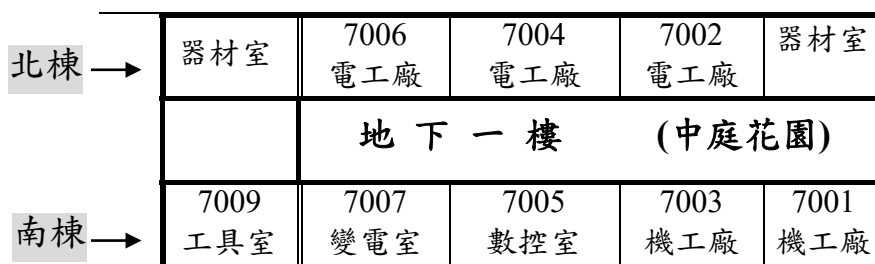 北棟
器材室
7006
電工廠
7004
電工廠
7002
電工廠
器材室
地下一樓 (中庭花園)
南棟
7009
工具室
7007
變電室
7005
數控室
7003
機工廠
7001
機工廠